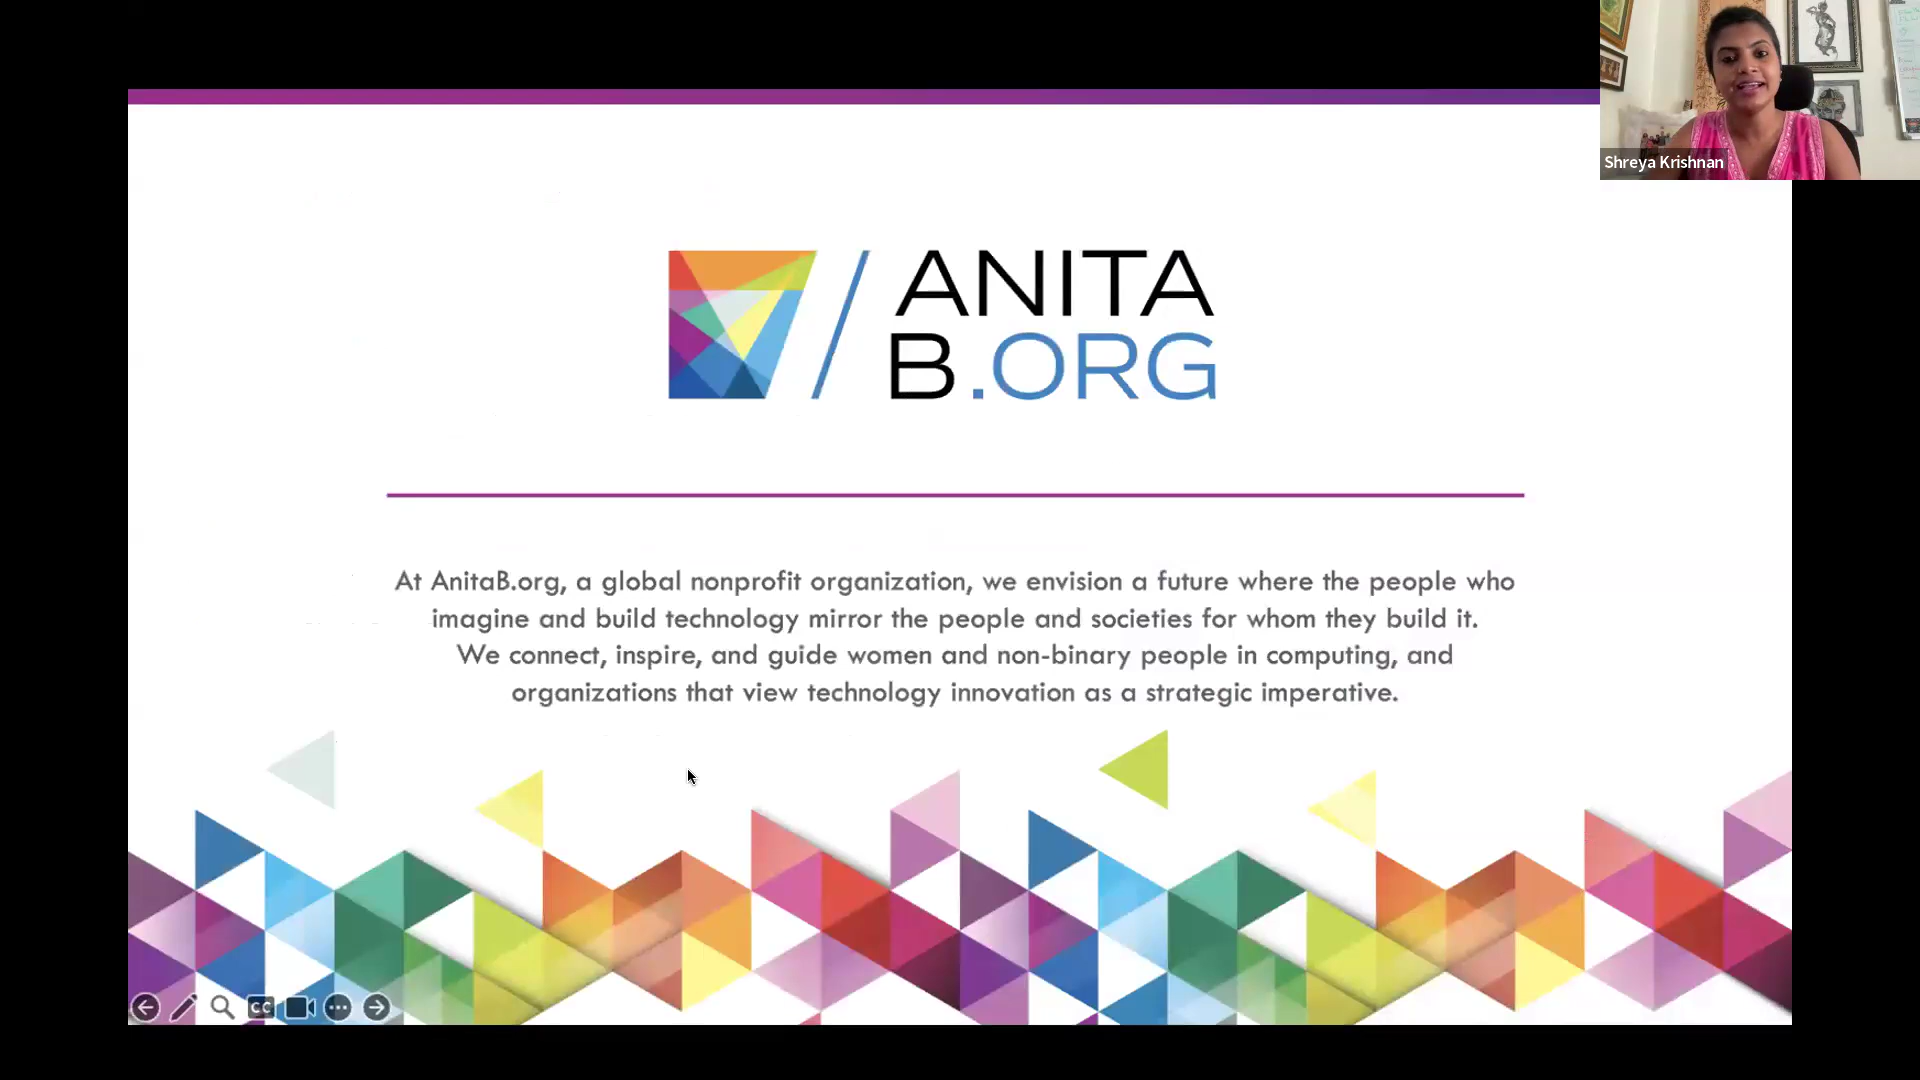 Shreya Krishnan
ANITA
B.ORG
At AnitaB.org, a global nonprofit organization, we envision a future where the people who
imagine and build technology mirror the people and societies for whom they build it.
We connect, inspire, and guide women and non-binary people in computing, and
organizations that view technology innovation as a strategic imperative.
CC